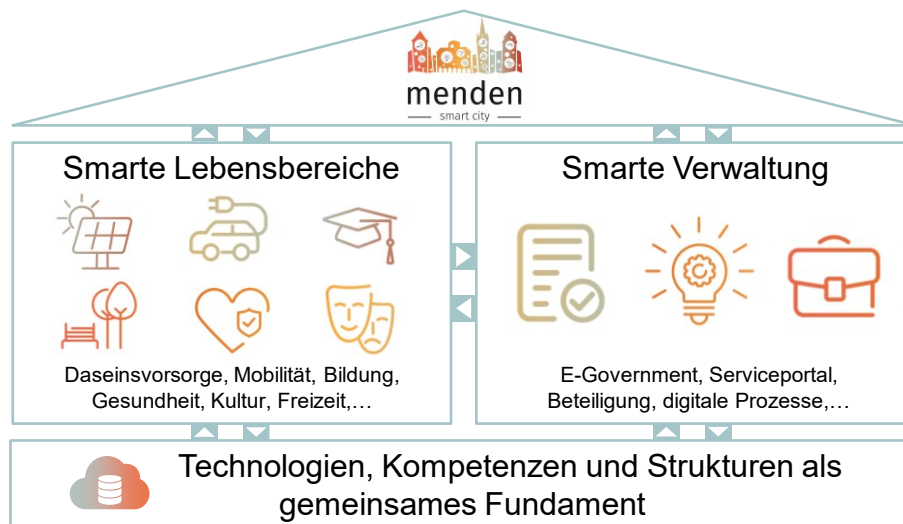 menden
smart city
Smarte Lebensbereiche
Daseinsvorsorge, Mobilität, Bildung,
Gesundheit, Kultur, Freizeit,...
Smarte Verwaltung
E-Government, Serviceportal,
Beteiligung, digitale Prozesse,...
Technologien, Kompetenzen und Strukturen als
gemeinsames Fundament